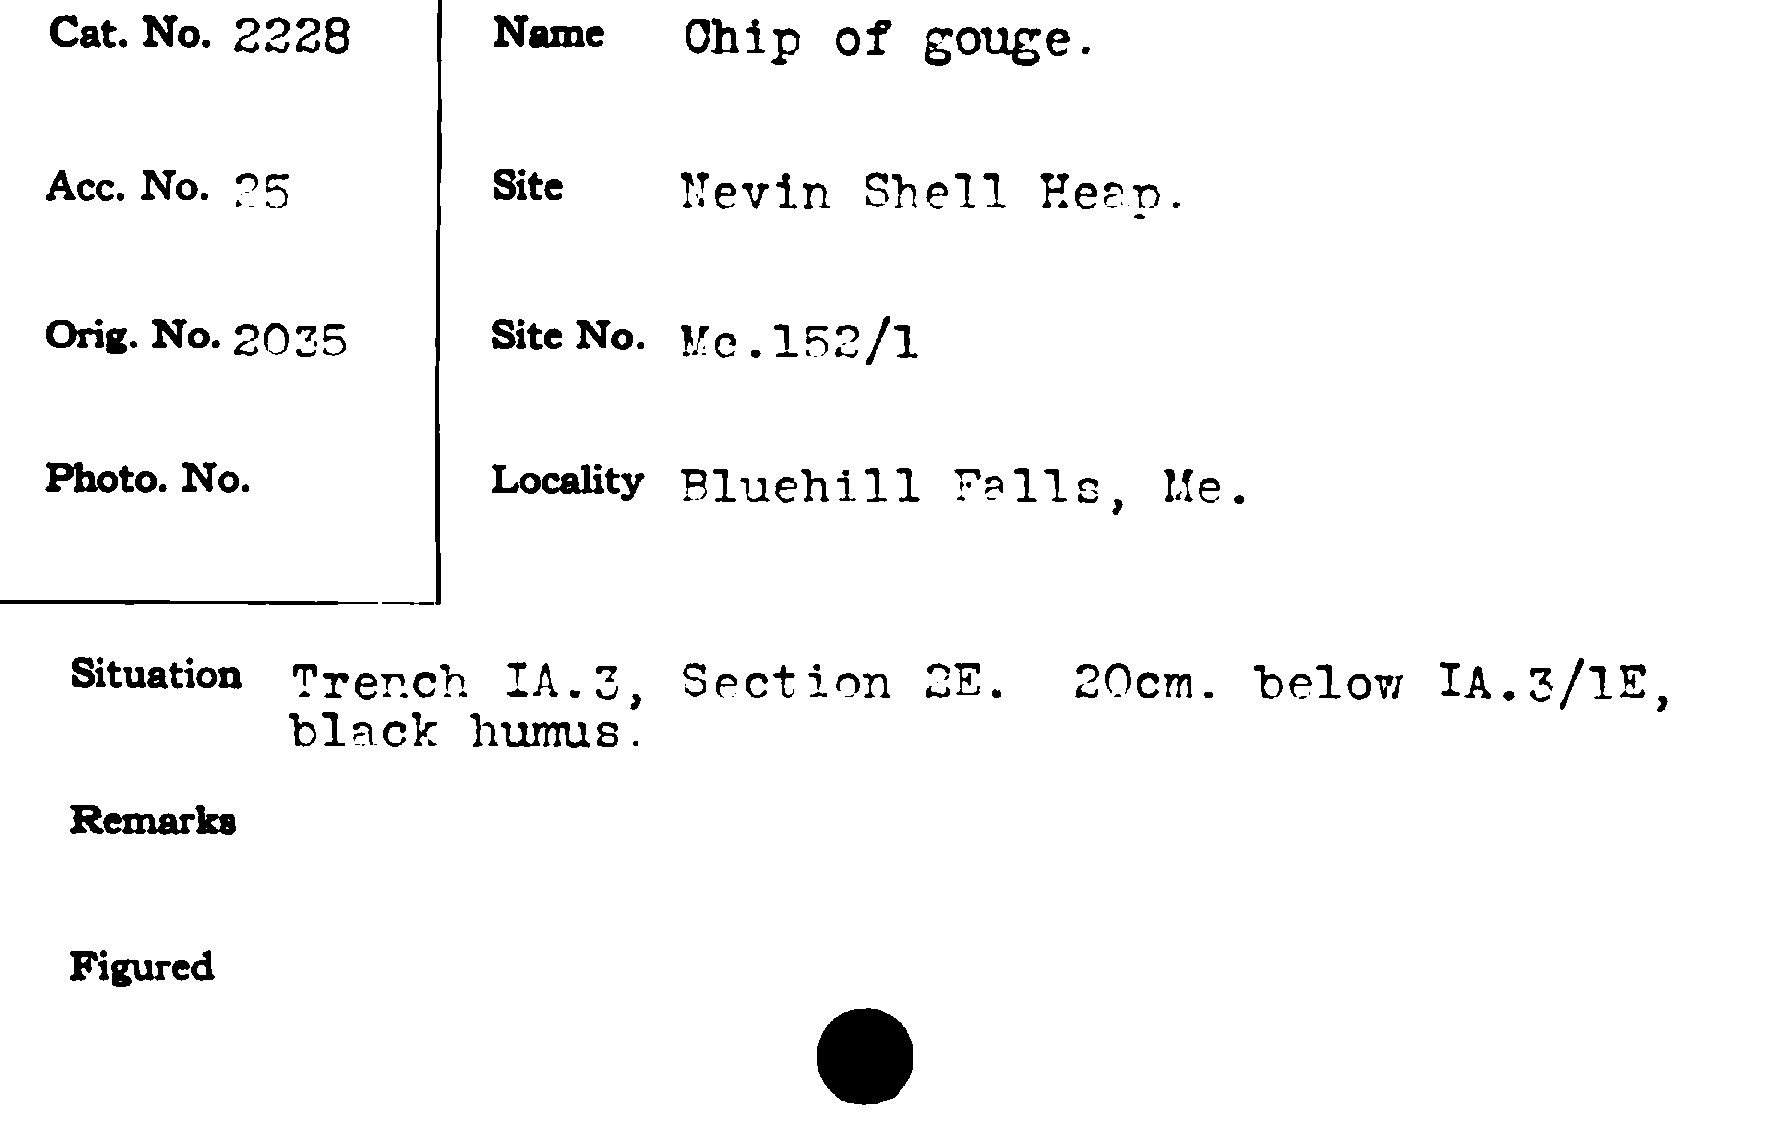 Cat. No. 2228
Name Chip of gouge.
Acc. No. 25
Site Nevin Shell Heap.
Orig. No. 2035
Site No. Me.152/1
Photo. No.
Locality Bluehill Falls, Me.
Situation Trench IA.3, Section 2E. 20cm. below IA.3/1E,
black humus.
Remarks
Figured